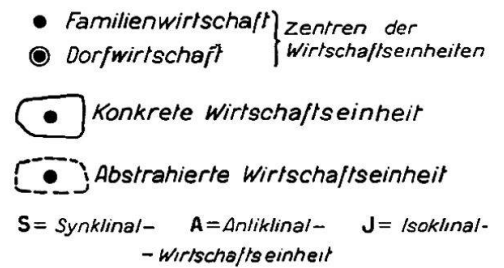 Familienwirtschaft
Dorfwirtschaft
Zentren der
Wirtschaftseinheiten
Konkrete Wirtschaftseinheit
Abstrahierte Wirtschaftseinheit
S= Synklinal- A= Antiklinal- J= Isoklinal-
- Wirtschaftseinheit